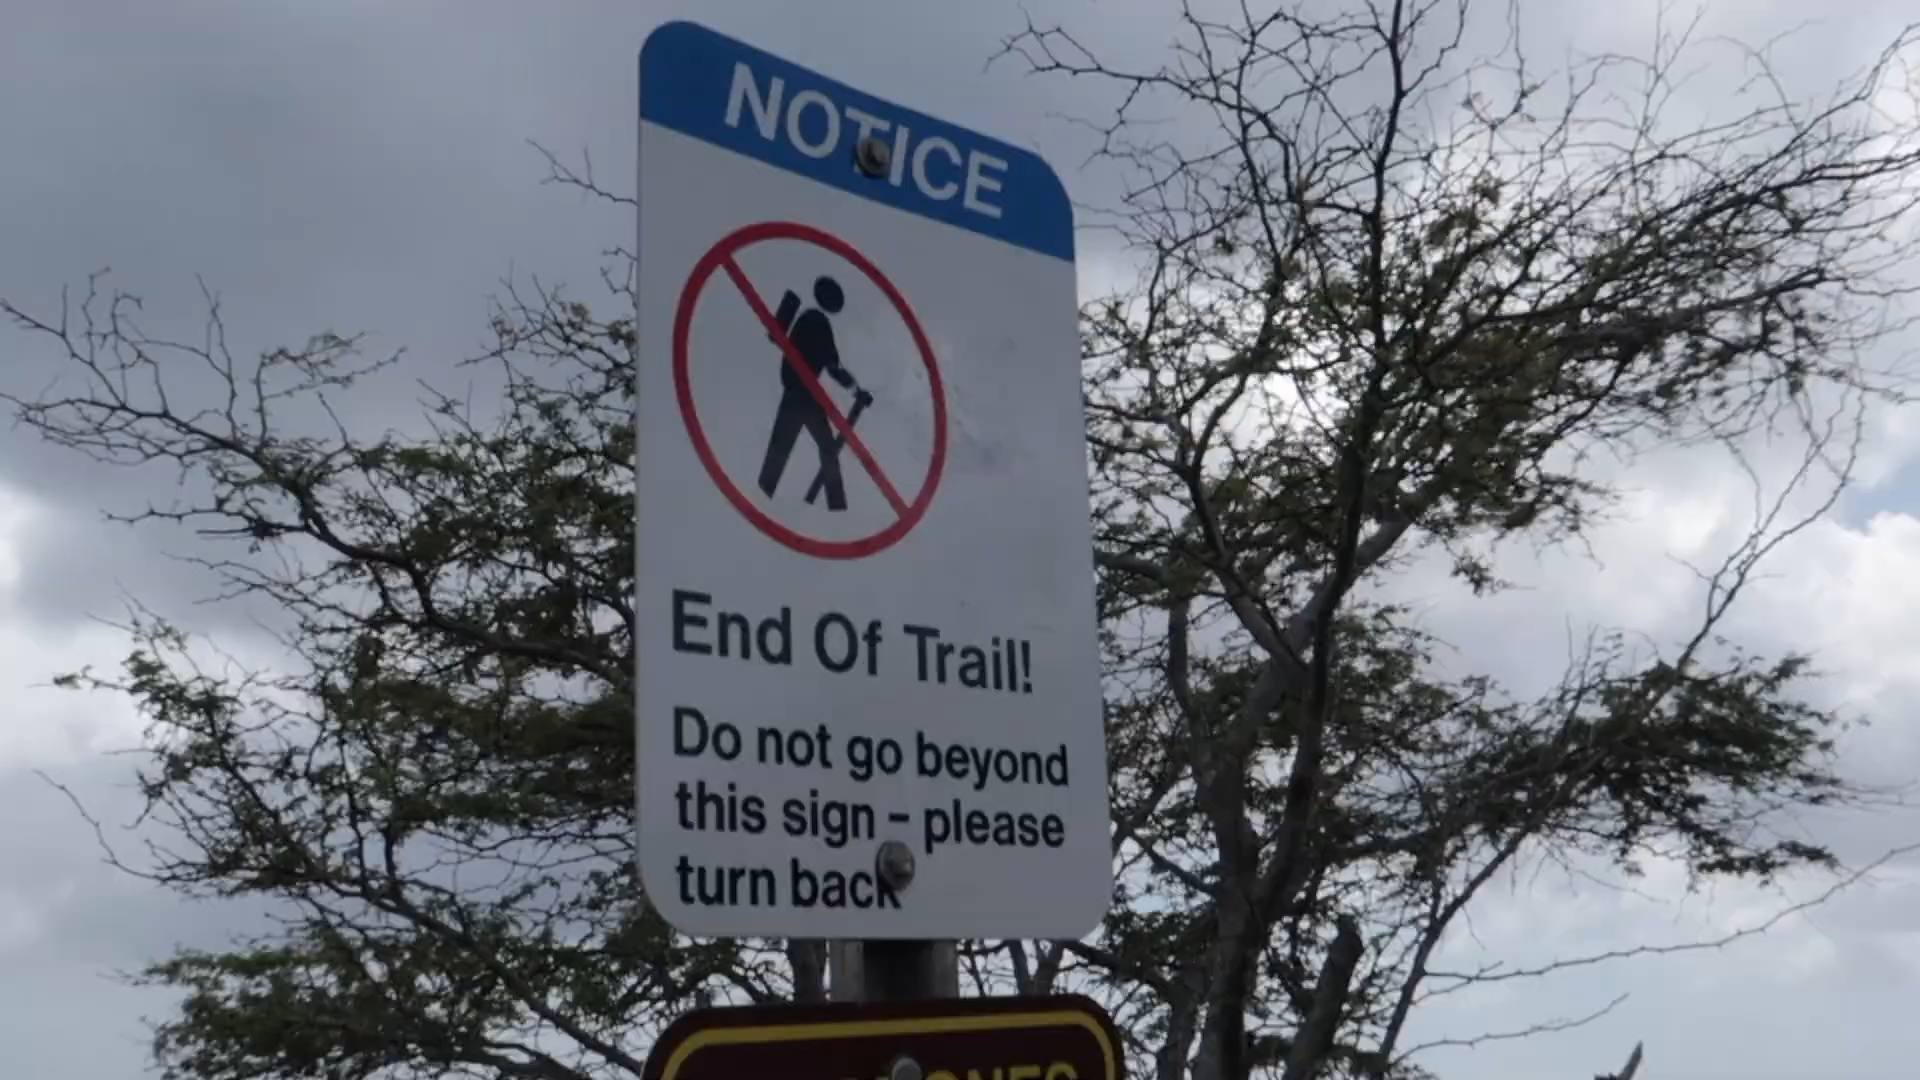 NOTICE
End Of Trail!
Do not go beyond
this sign – please
turn back